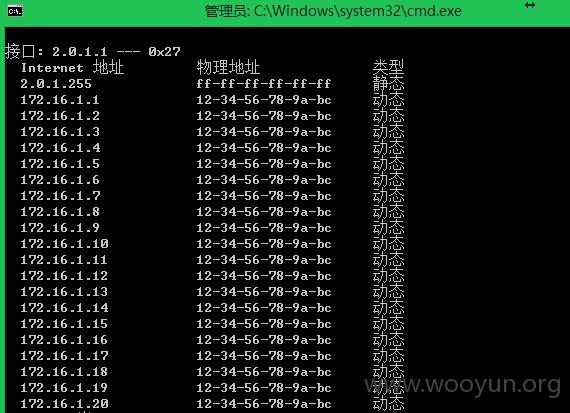 管理员: C:\Windows\system32\cmd.exe
接口: 2.0.1.1 --- 0x27
Internet 地址 物理地址 类型
2.0.1.255 ff-ff-ff-ff-ff-ff 静态
172.16.1.1 12-34-56-78-9a-bc 动态
172.16.1.2 12-34-56-78-9a-bc 动态
172.16.1.3 12-34-56-78-9a-bc 动态
172.16.1.4 12-34-56-78-9a-bc 动态
172.16.1.5 12-34-56-78-9a-bc 动态
172.16.1.6 12-34-56-78-9a-bc 动态
172.16.1.7 12-34-56-78-9a-bc 动态
172.16.1.8 12-34-56-78-9a-bc 动态
172.16.1.9 12-34-56-78-9a-bc 动态
172.16.1.10 12-34-56-78-9a-bc 动态
172.16.1.11 12-34-56-78-9a-bc 动态
172.16.1.12 12-34-56-78-9a-bc 动态
172.16.1.13 12-34-56-78-9a-bc 动态
172.16.1.14 12-34-56-78-9a-bc 动态
172.16.1.15 12-34-56-78-9a-bc 动态
172.16.1.16 12-34-56-78-9a-bc 动态
172.16.1.17 12-34-56-78-9a-bc 动态
172.16.1.18 12-34-56-78-9a-bc 动态
172.16.1.19 12-34-56-78-9a-bc 动态
172.16.1.20 12-34-56-78-9a-bc 动态
www.wooyun.org